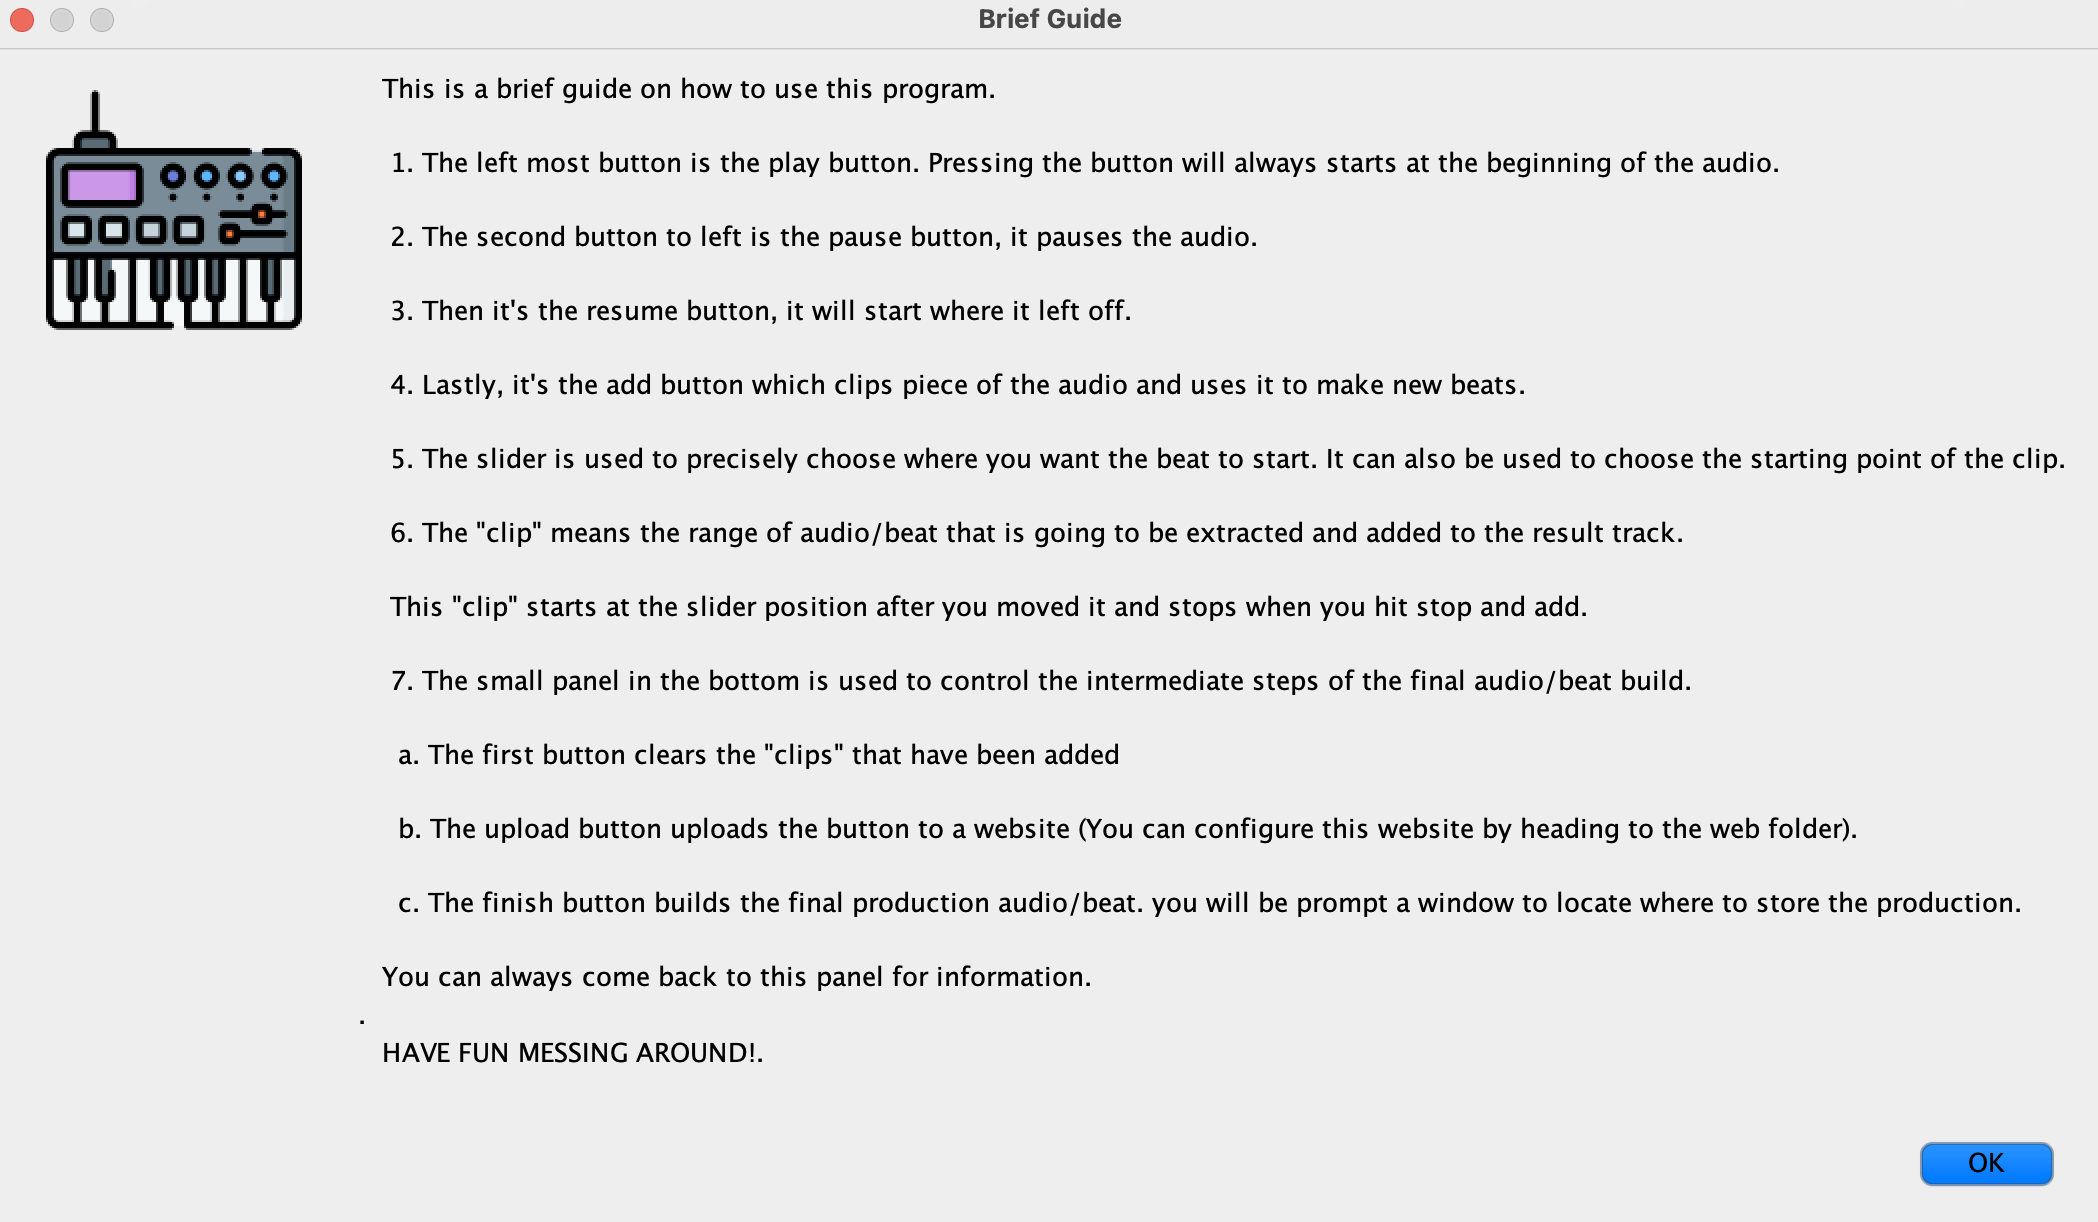 Brief Guide
This is a brief guide on how to use this program.
1. The left most button is the play button. Pressing the button will always starts at the beginning of the audio.
2. The second button to left is the pause button, it pauses the audio.
3. Then it's the resume button, it will start where it left off.
4. Lastly, it's the add button which clips piece of the audio and uses it to make new beats.
5. The slider is used to precisely choose where you want the beat to start. It can also be used to choose the starting point of the clip.
6. The "clip" means the range of audio/beat that is going to be extracted and added to the result track.
This "clip" starts at the slider position after you moved it and stops when you hit stop and add.
7. The small panel in the bottom is used to control the intermediate steps of the final audio/beat build.
a. The first button clears the "clips" that have been added
b. The upload button uploads the button to a website (You can configure this website by heading to the web folder).
c. The finish button builds the final production audio/beat. you will be prompt a window to locate where to store the production.
You can always come back to this panel for information.
.
HAVE FUN MESSING AROUND!.
OK